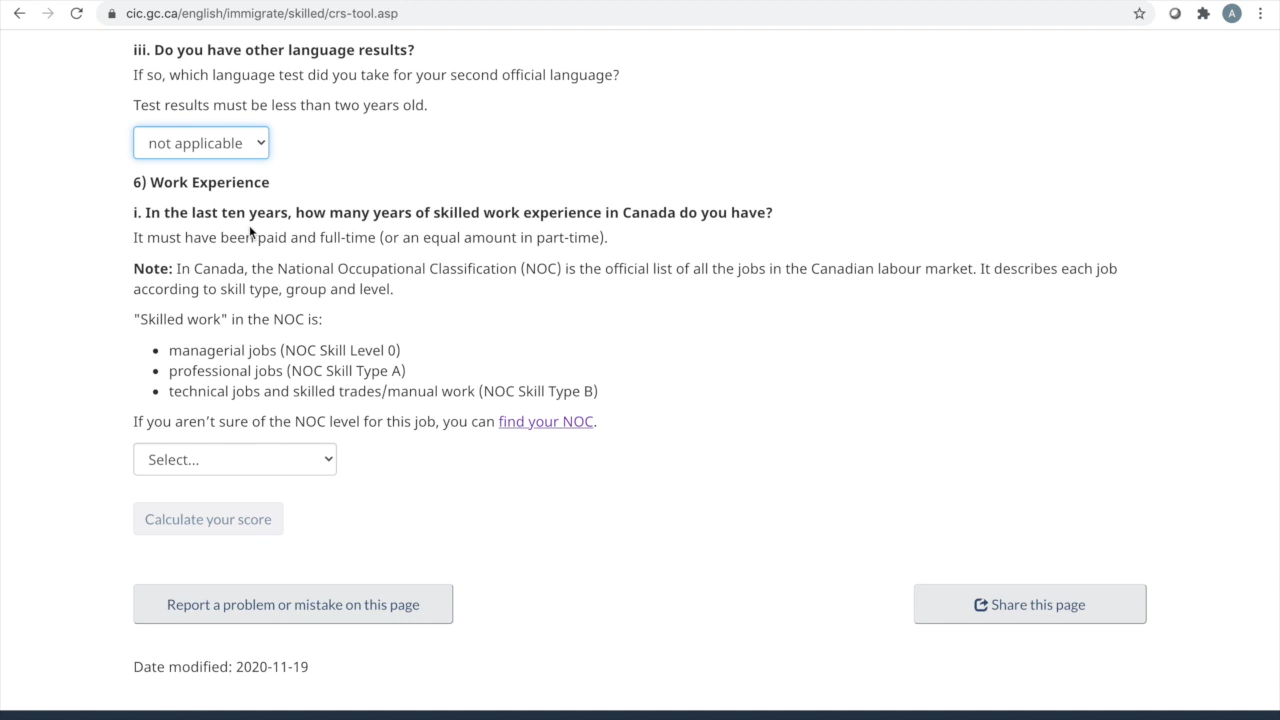 cic.gc.ca/english/immigrate/skilled/crs-tool.asp
A
iii. Do you have other language results?
If so, which language test did you take for your second official language?
Test results must be less than two years old.
not applicable
6) Work Experience
i. In the last ten years, how many years of skilled work experience in Canada do you have?
It must have been paid and full-time (or an equal amount in part-time).
Note: In Canada, the National Occupational Classification (NOC) is the official list of all the jobs in the Canadian labour market. It describes each job
according to skill type, group and level.
"Skilled work" in the NOC is:
• managerial jobs (NOC Skill Level 0)
• professional jobs (NOC Skill Type A)
• technical jobs and skilled trades/manual work (NOC Skill Type B)
If you aren’t sure of the NOC level for this job, you can find your NOC.
Select...
Calculate your score
Report a problem or mistake on this page
Share this page
Date modified: 2020-11-19